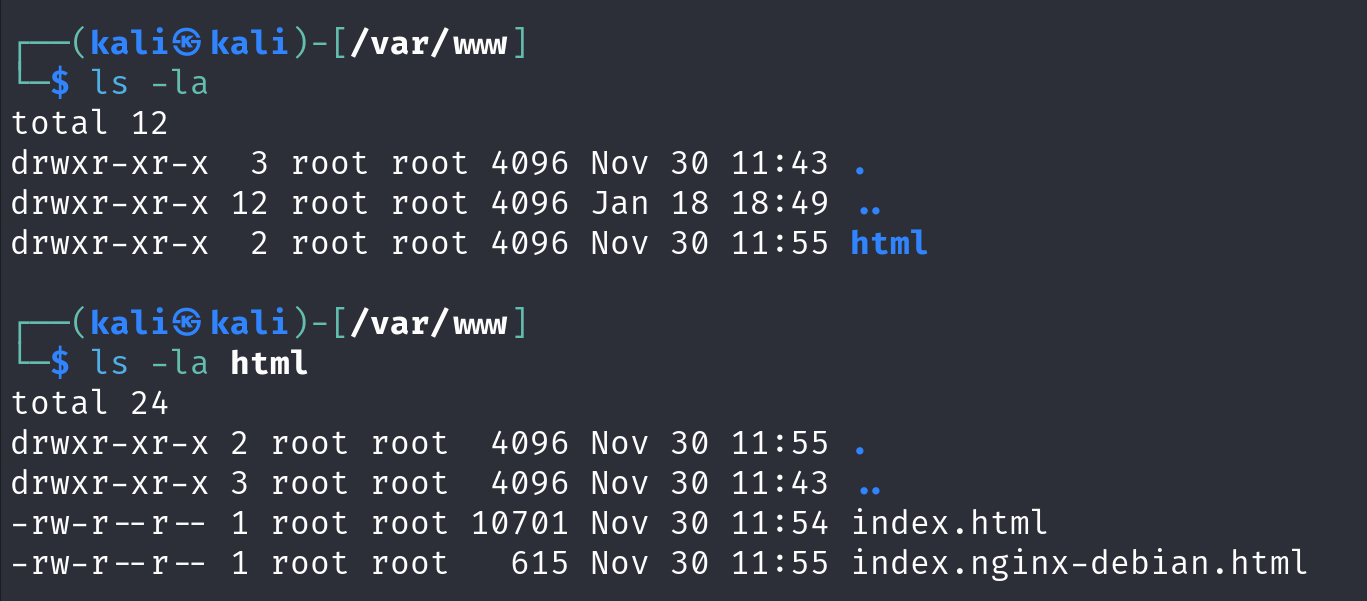 ┌──(kali㉿kali)-[/var/www]
└─$ ls -la
total 12
drwxr-xr-x  3 root root 4096 Nov 30 11:43 .
drwxr-xr-x 12 root root 4096 Jan 18 18:49 ..
drwxr-xr-x  2 root root 4096 Nov 30 11:55 html
┌──(kali㉿kali)-[/var/www]
└─$ ls -la html
total 24
drwxr-xr-x 2 root root  4096 Nov 30 11:55 .
drwxr-xr-x 3 root root  4096 Nov 30 11:43 ..
-rw-r--r-- 1 root root 10701 Nov 30 11:54 index.html
-rw-r--r-- 1 root root   615 Nov 30 11:55 index.nginx-debian.html